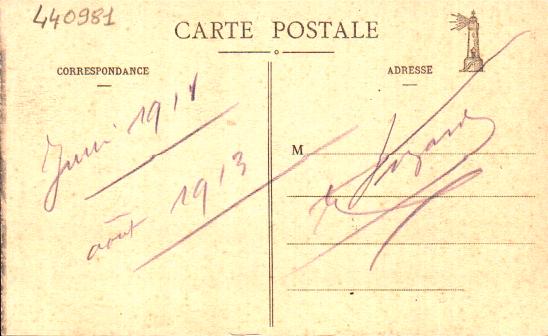 440981
CARTE POSTALE
CORRESPONDANCE
ADRESSE
Juin 1911
août 1913
M